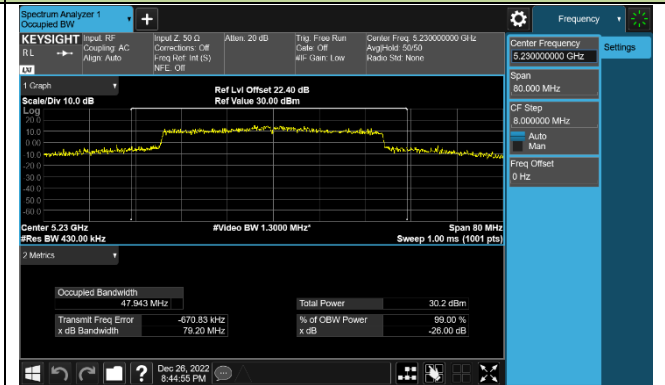 Spectrum Analyzer 1
Occupied BW
+
Frequency
KEYSIGHT
RL
LXI
Input: RF
Coupling: AC
Align: Auto
Input Z: 50 Ω
Corrections: Off
Freq Ref: Int (S)
NFE: Off
Atten: 20 dB
Trig: Free Run
Gate: Off
#IF Gain: Low
Center Freq: 5.230000000 GHz
Avg|Hold: 50/50
Radio Std: None
Center Frequency
5.230000000 GHz
Settings
Span
80.000 MHz
CF Step
8.000000 MHz
Auto
Man
Freq Offset
0 Hz
1 Graph
Scale/Div 10.0 dB
Ref Lvl Offset 22.40 dB
Ref Value 30.00 dBm
Log
20.0
10.0
0.00
-10.0
-20.0
-30.0
-40.0
-50.0
-60.0
Center 5.23 GHz
#Res BW 430.00 kHz
#Video BW 1.3000 MHz*
Span 80 MHz
Sweep 1.00 ms (1001 pts)
2 Metrics
Occupied Bandwidth
47.943 MHz
Total Power 30.2 dBm
Transmit Freq Error -670.83 kHz
% of OBW Power 99.00 %
x dB Bandwidth 79.20 MHz
x dB -26.00 dB
?
Dec 26, 2022
8:44:55 PM